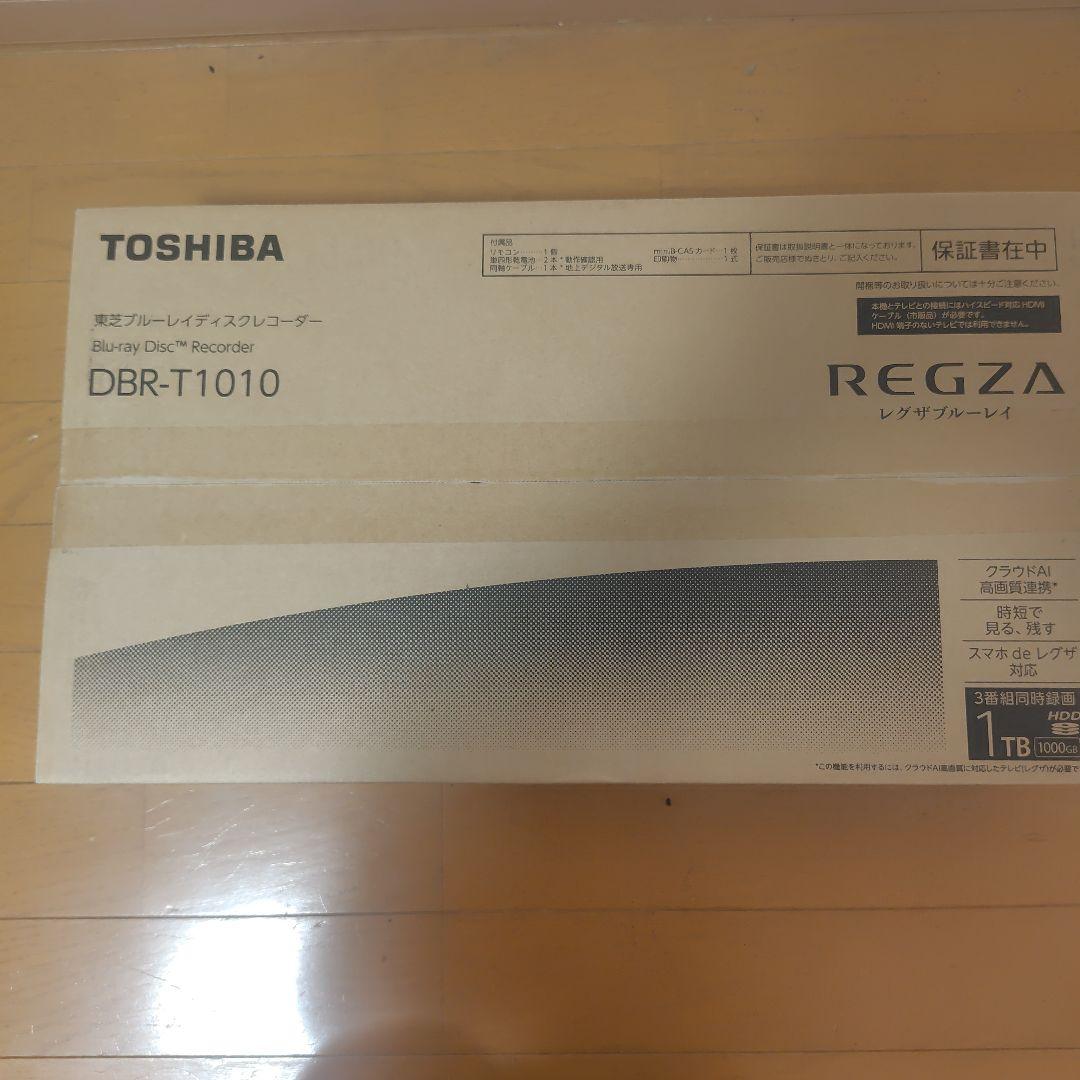 TOSHIBA
付属品
リモコン………1個
単四形乾電池…2本*動作確認用
同軸ケーブル…1本*地上デジタル放送専用
miniB-CASカード…1枚
印刷物……………1式
保証書は取扱説明書と一体になっております。
ご販売店様でぬきとり、ご記入ください。
保証書在中
開梱等のお取り扱いについては十分ご注意ください。
本機とテレビとの接続にはハイスピード対応HDMI
ケーブル(市販品)が必要です。
HDMI端子のないテレビでは利用できません。
東芝ブルーレイディスクレコーダー
Blu-ray Disc™ Recorder
DBR-T1010
REGZA
レグザブルーレイ
クラウドAI
高画質連携*
時短で
見る、残す
スマホ de レグザ
対応
3番組同時録画
1TB
HDD
1000GB
*この機能を利用するには、クラウドAI高画質に対応したテレビ(レグザ)が必要で